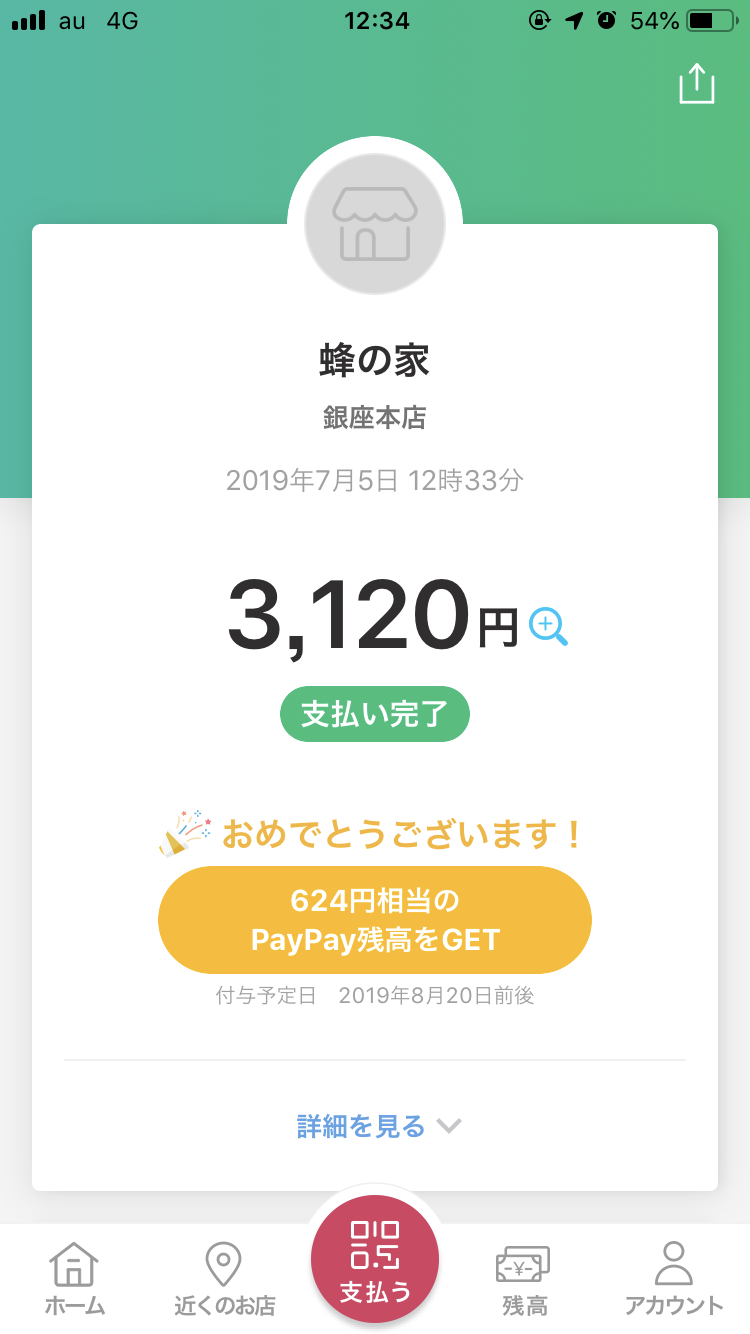 au 4G 12:34 54%
蜂の家
銀座本店
2019年7月5日 12時33分
3,120円
支払い完了
おめでとうございます！
624円相当の
PayPay残高をGET
付与予定日　2019年8月20日前後
詳細を見る
ホーム 近くのお店 支払う 残高 アカウント